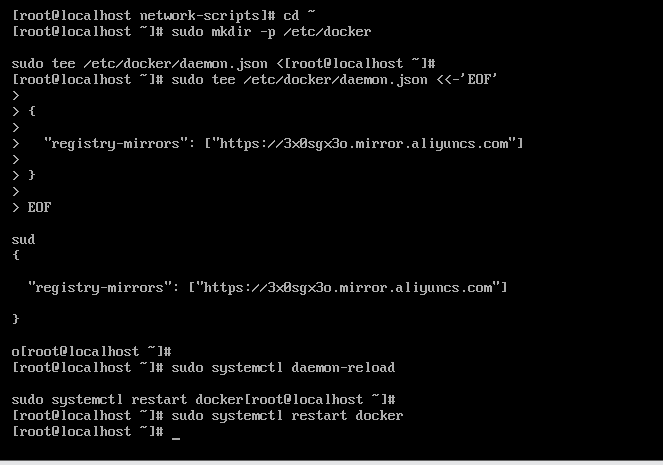 [root@localhost network-scripts]# cd ~
[root@localhost ~]# sudo mkdir -p /etc/docker
sudo tee /etc/docker/daemon.json <[root@localhost ~]#
[root@localhost ~]# sudo tee /etc/docker/daemon.json <<-'EOF'
>
> {
>
>   "registry-mirrors": ["https://3x0sgx3o.mirror.aliyuncs.com"]
>
> }
>
> EOF
sud
{
  "registry-mirrors": ["https://3x0sgx3o.mirror.aliyuncs.com"]
}
o[root@localhost ~]#
[root@localhost ~]# sudo systemctl daemon-reload
sudo systemctl restart docker[root@localhost ~]#
[root@localhost ~]# sudo systemctl restart docker
[root@localhost ~]# _